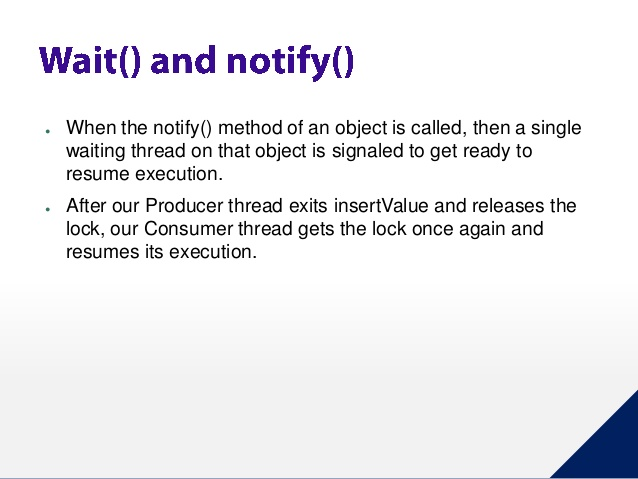 Wait() and notify()
● When the notify() method of an object is called, then a single
waiting thread on that object is signaled to get ready to
resume execution.
● After our Producer thread exits insertValue and releases the
lock, our Consumer thread gets the lock once again and
resumes its execution.